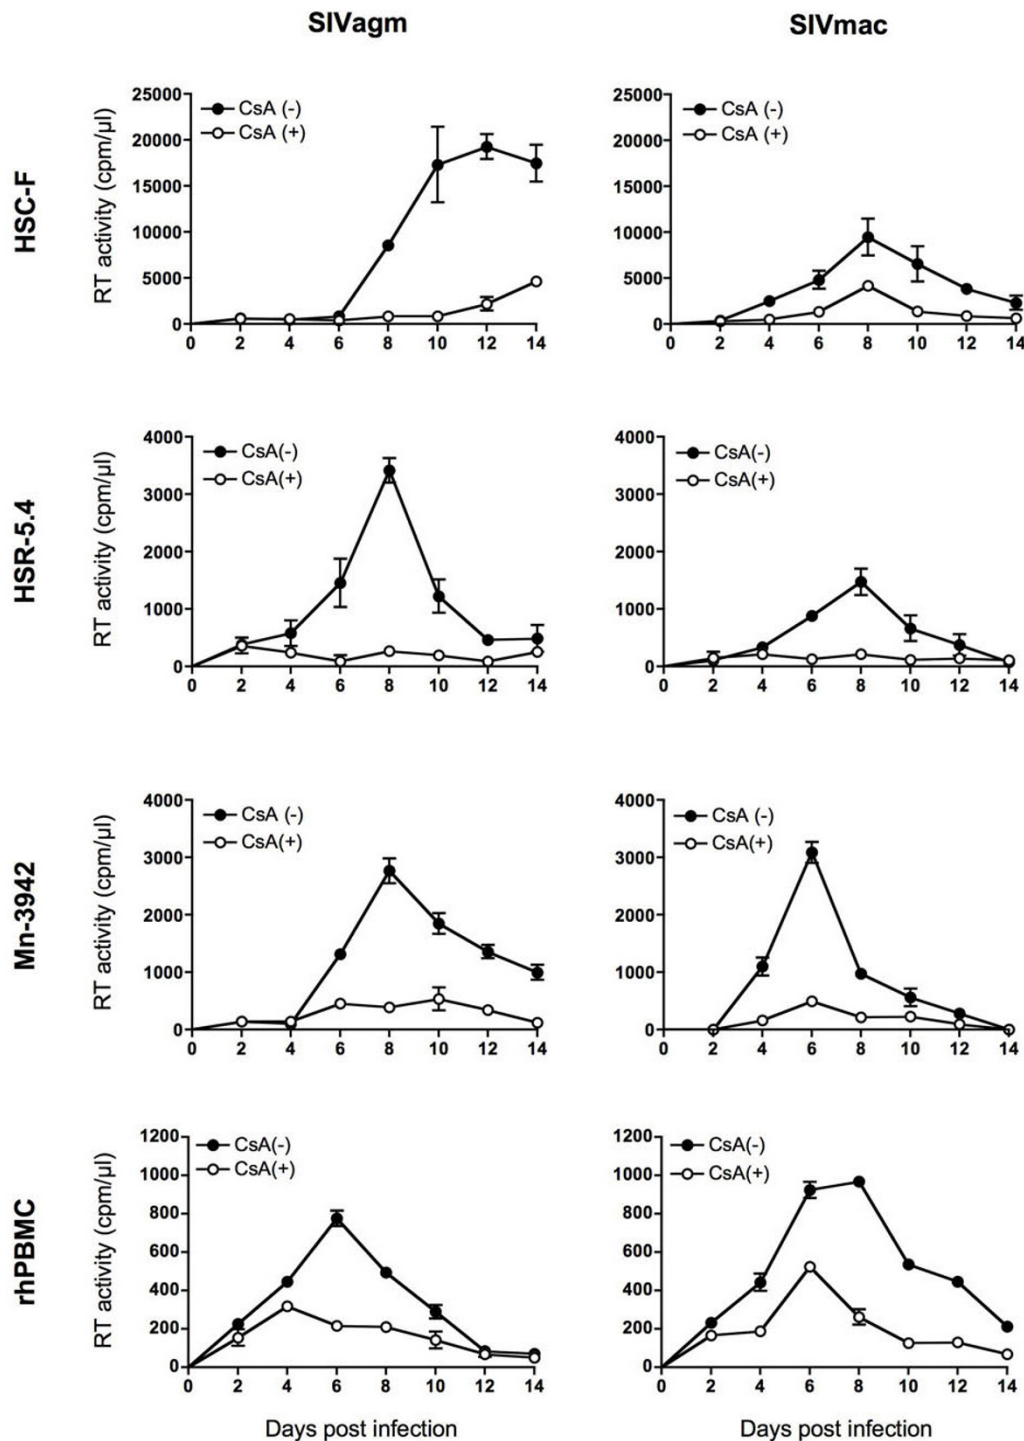 SIVagm
SIVmac
HSC-F
RT activity (cpm/µl)
25000
20000
15000
10000
5000
0
CsA (-)
CsA (+)
0 2 4 6 8 10 12 14
25000
20000
15000
10000
5000
0
CsA (-)
CsA (+)
0 2 4 6 8 10 12 14
HSR-5.4
RT activity (cpm/µl)
4000
3000
2000
1000
0
CsA(-)
CsA(+)
0 2 4 6 8 10 12 14
4000
3000
2000
1000
0
CsA(-)
CsA(+)
0 2 4 6 8 10 12 14
Mn-3942
RT activity (cpm/µl)
4000
3000
2000
1000
0
CsA (-)
CsA(+)
0 2 4 6 8 10 12 14
4000
3000
2000
1000
0
CsA (-)
CsA(+)
0 2 4 6 8 10 12 14
rhPBMC
RT activity (cpm/µl)
1200
1000
800
600
400
200
0
CsA(-)
CsA(+)
0 2 4 6 8 10 12 14
Days post infection
1200
1000
800
600
400
200
0
CsA(-)
CsA(+)
0 2 4 6 8 10 12 14
Days post infection